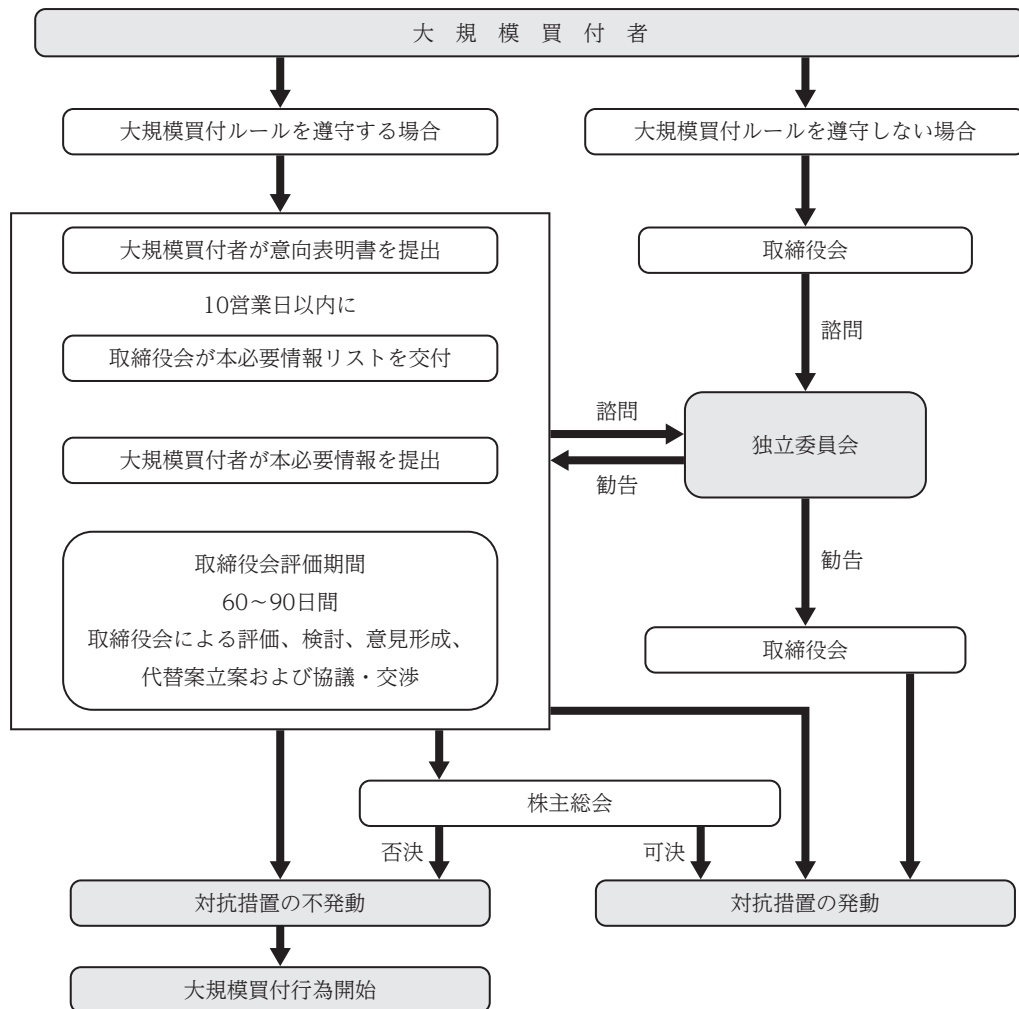 大規模買付者
大規模買付ルールを遵守する場合
大規模買付ルールを遵守しない場合
大規模買付者が意向表明書を提出
10営業日以内に
取締役会が本必要情報リストを交付
大規模買付者が本必要情報を提出
取締役会評価期間
60～90日間
取締役会による評価、検討、意見形成、
代替案立案および協議・交渉
取締役会
諮問
諮問
独立委員会
勧告
勧告
取締役会
株主総会
否決
可決
対抗措置の不発動
対抗措置の発動
大規模買付行為開始